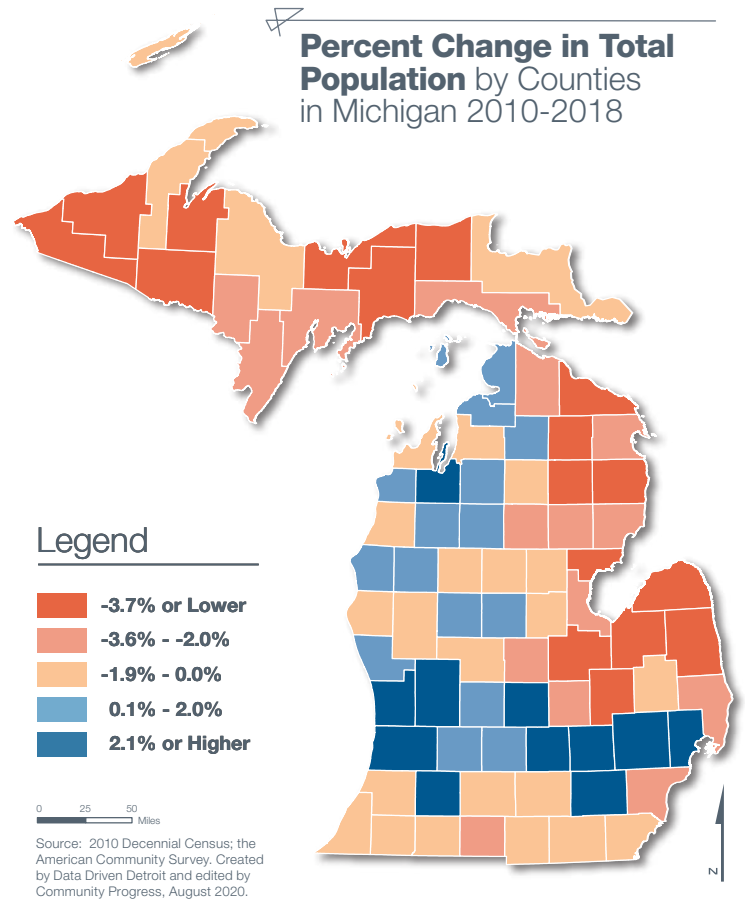 Percent Change in Total
Population by Counties
in Michigan 2010-2018
Legend
-3.7% or Lower
-3.6% - -2.0%
-1.9% - 0.0%
0.1% - 2.0%
2.1% or Higher
0 25 50
Miles
Source: 2010 Decennial Census; the
American Community Survey. Created
by Data Driven Detroit and edited by
Community Progress, August 2020.
N